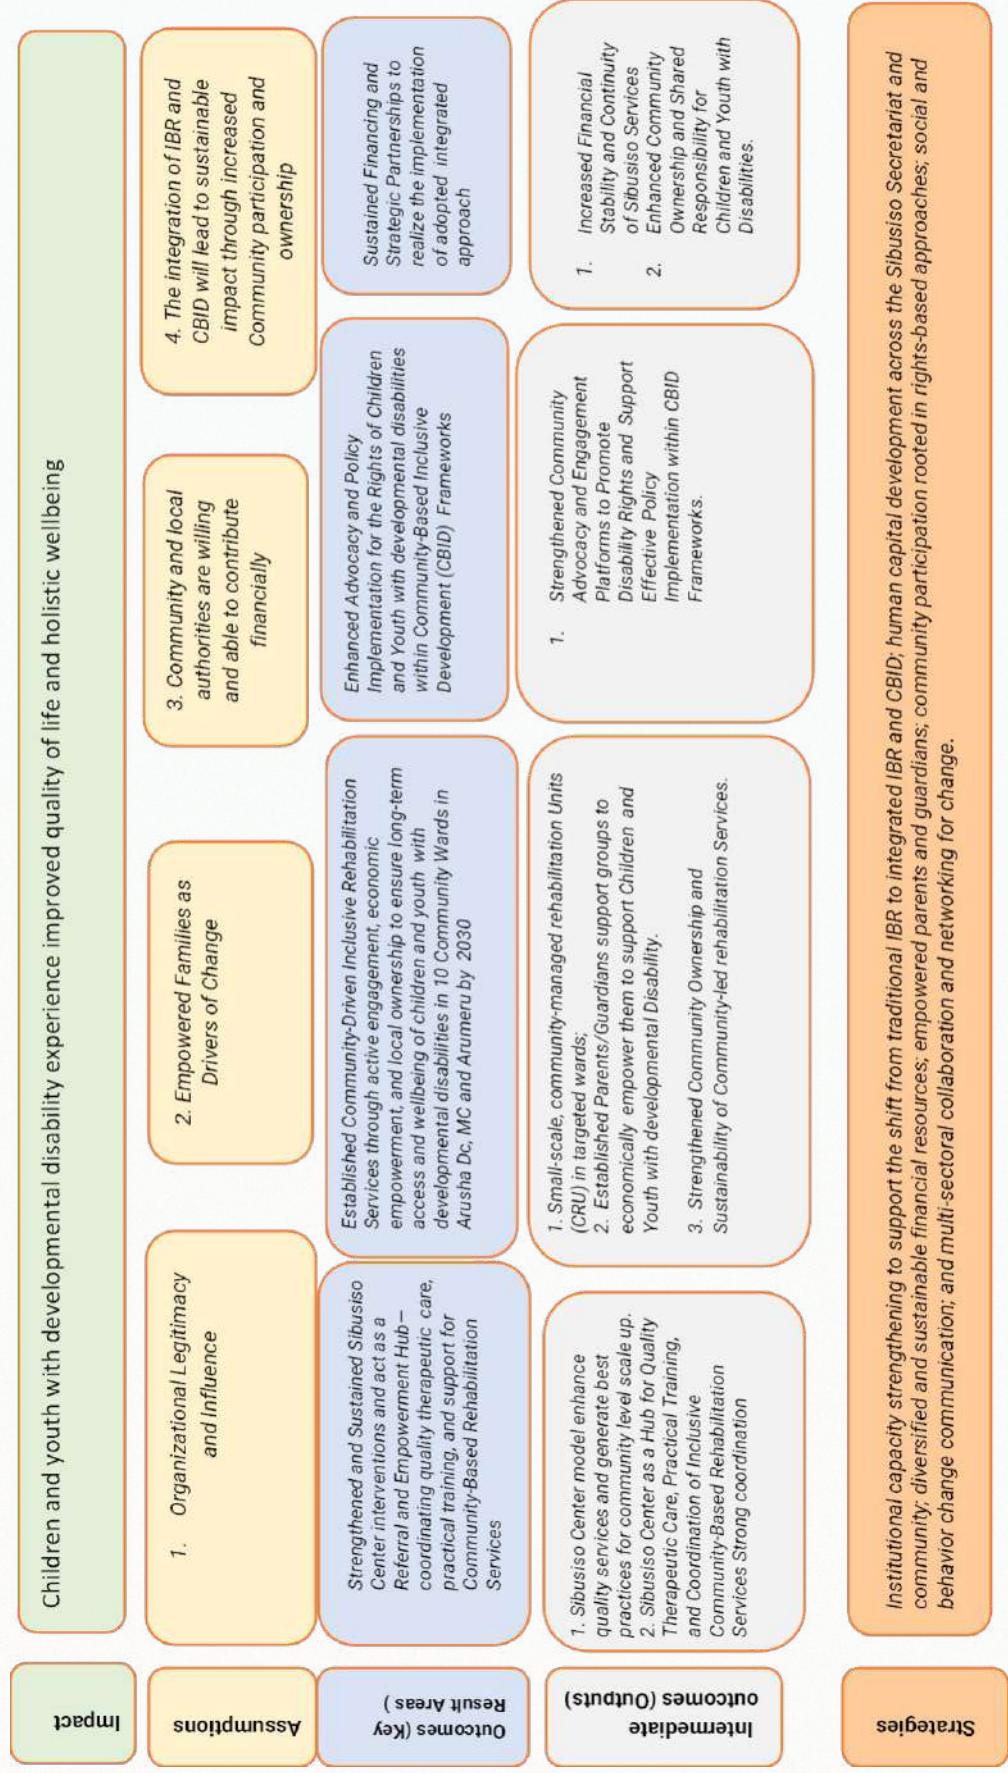 Impact
Children and youth with developmental disability experience improved quality of life and holistic wellbeing
Assumptions
1. Organizational Legitimacy
and Influence
2. Empowered Families as
Drivers of Change
3. Community and local
authorities are willing
and able to contribute
financially
4. The integration of IBR and
CBID will lead to sustainable
impact through increased
Community participation and
ownership
Outcomes (Key
Result Areas )
Strengthened and Sustained Sibusiso
Center interventions and act as a
Referral and Empowerment Hub—
coordinating quality therapeutic care,
practical training, and support for
Community-Based Rehabilitation
Services
Established Community-Driven Inclusive Rehabilitation
Services through active engagement, economic
empowerment, and local ownership to ensure long-term
access and wellbeing of children and youth with
developmental disabilities in 10 Community Wards in
Arusha Dc, MC and Arumeru by 2030
Enhanced Advocacy and Policy
Implementation for the Rights of Children
and Youth with developmental disabilities
within Community-Based Inclusive
Development (CBID) Frameworks
Sustained Financing and
Strategic Partnerships to
realize the implementation
of adopted integrated
approach
Intermediate
outcomes (Outputs)
1. Sibusiso Center model enhance
quality services and generate best
practices for community level scale up.
2. Sibusiso Center as a Hub for Quality
Therapeutic Care, Practical Training,
and Coordination of Inclusive
Community-Based Rehabilitation
Services Strong coordination
1. Small-scale, community-managed rehabilitation Units
(CRU) in targeted wards;
2. Established Parents/Guardians support groups to
economically empower them to support Children and
Youth with developmental Disability.
3. Strengthened Community Ownership and
Sustainability of Community-led rehabilitation Services.
1. Strengthened Community
Advocacy and Engagement
Platforms to Promote
Disability Rights and Support
Effective Policy
Implementation within CBID
Frameworks.
1. Increased Financial
Stability and Continuity
of Sibusiso Services
2. Enhanced Community
Ownership and Shared
Responsibility for
Children and Youth with
Disabilities.
Strategies
Institutional capacity strengthening to support the shift from traditional IBR to integrated IBR and CBID; human capital development across the Sibusiso Secretariat and
community; diversified and sustainable financial resources; empowered parents and guardians; community participation rooted in rights-based approaches; social and
behavior change communication; and multi-sectoral collaboration and networking for change.